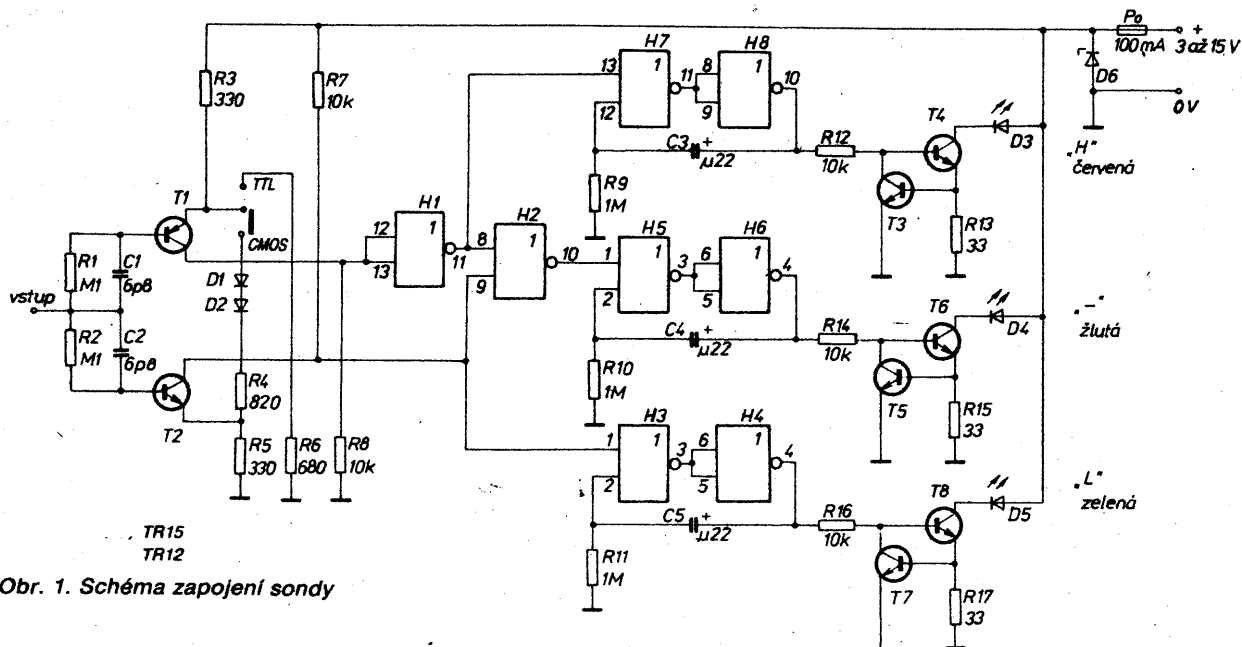 Po
100mA
+
3 až 15 V
D6
0V
R3
330
R7
10k
H7
1
13
12
11
H8
1
8
9
10
T4
D3
"H"
červená
C3
+
µ22
R12
10k
T3
R13
33
R9
1M
T1
TTL
CMOS
H1
1
12
13
11
H2
1
8
9
10
H5
1
1
2
3
H6
1
6
5
4
R1
M1
C1
6p8
vstup
R2
M1
C2
6p8
D1
D2
T2
R4
820
R5
330
R6
680
R8
10k
C4
+
µ22
R14
10k
T6
D4
"–"
žlutá
T5
R15
33
R10
1M
H3
1
1
2
3
H4
1
6
5
4
C5
+
µ22
R16
10k
T8
D5
"L"
zelená
T7
R17
33
R11
1M
TR15
TR12
Obr. 1. Schéma zapojení sondy